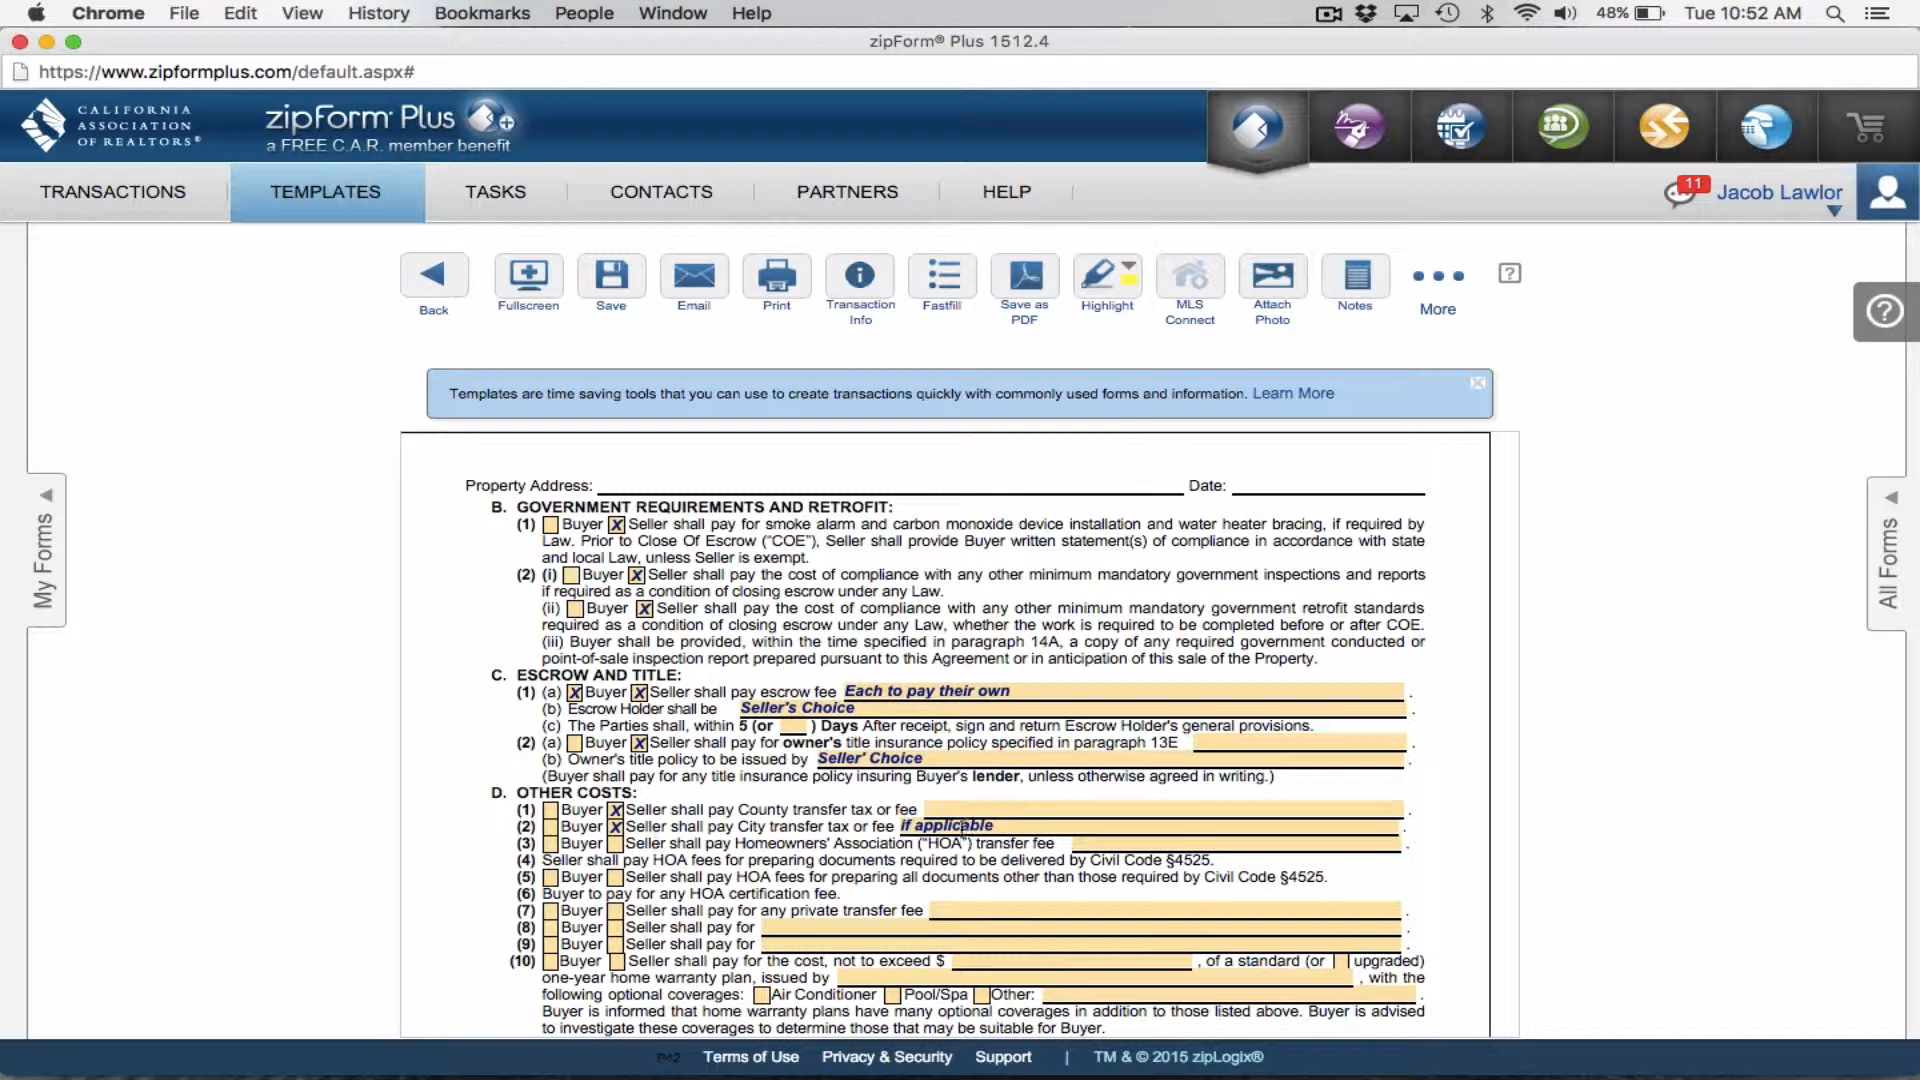 Chrome File Edit View History Bookmarks People Window Help 48% Tue 10:52 AM
zipForm® Plus 1512.4
https://www.zipformplus.com/default.aspx#
CALIFORNIA
ASSOCIATION
OF REALTORS®
zipForm Plus
a FREE C.A.R. member benefit
TRANSACTIONS TEMPLATES TASKS CONTACTS PARTNERS HELP 11 Jacob Lawlor
Back Fullscreen Save Email Print Transaction Info Fastfill Save as PDF Highlight MLS Connect Attach Photo Notes More
Templates are time saving tools that you can use to create transactions quickly with commonly used forms and information. Learn More
My Forms
All Forms
Property Address: Date:
B. GOVERNMENT REQUIREMENTS AND RETROFIT:
(1) Buyer X Seller shall pay for smoke alarm and carbon monoxide device installation and water heater bracing, if required by
Law. Prior to Close Of Escrow ("COE"), Seller shall provide Buyer written statement(s) of compliance in accordance with state
and local Law, unless Seller is exempt.
(2) (i) Buyer X Seller shall pay the cost of compliance with any other minimum mandatory government inspections and reports
if required as a condition of closing escrow under any Law.
(ii) Buyer X Seller shall pay the cost of compliance with any other minimum mandatory government retrofit standards
required as a condition of closing escrow under any Law, whether the work is required to be completed before or after COE.
(iii) Buyer shall be provided, within the time specified in paragraph 14A, a copy of any required government conducted or
point-of-sale inspection report prepared pursuant to this Agreement or in anticipation of this sale of the Property.
C. ESCROW AND TITLE:
(1) (a) X Buyer X Seller shall pay escrow fee Each to pay their own .
(b) Escrow Holder shall be Seller's Choice .
(c) The Parties shall, within 5 (or ) Days After receipt, sign and return Escrow Holder's general provisions.
(2) (a) Buyer X Seller shall pay for owner's title insurance policy specified in paragraph 13E .
(b) Owner's title policy to be issued by Seller' Choice .
(Buyer shall pay for any title insurance policy insuring Buyer's lender, unless otherwise agreed in writing.)
D. OTHER COSTS:
(1) Buyer X Seller shall pay County transfer tax or fee .
(2) Buyer X Seller shall pay City transfer tax or fee if applicable .
(3) Buyer Seller shall pay Homeowners' Association ("HOA") transfer fee .
(4) Seller shall pay HOA fees for preparing documents required to be delivered by Civil Code §4525.
(5) Buyer Seller shall pay HOA fees for preparing all documents other than those required by Civil Code §4525.
(6) Buyer to pay for any HOA certification fee.
(7) Buyer Seller shall pay for any private transfer fee .
(8) Buyer Seller shall pay for .
(9) Buyer Seller shall pay for .
(10) Buyer Seller shall pay for the cost, not to exceed $ , of a standard (or upgraded)
one-year home warranty plan, issued by , with the
following optional coverages: Air Conditioner Pool/Spa Other: .
Buyer is informed that home warranty plans have many optional coverages in addition to those listed above. Buyer is advised
to investigate these coverages to determine those that may be suitable for Buyer.
Terms of Use Privacy & Security Support | TM & © 2015 zipLogix®